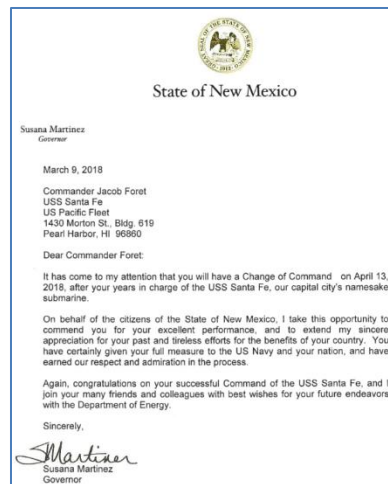 State of New Mexico
Susana Martinez
Governor
March 9, 2018
Commander Jacob Foret
USS Santa Fe
US Pacific Fleet
1430 Morton St., Bldg. 619
Pearl Harbor, HI 96860
Dear Commander Foret:
It has come to my attention that you will have a Change of Command on April 13,
2018, after your years in charge of the USS Santa Fe, our capital city's namesake
submarine.
On behalf of the citizens of the State of New Mexico, I take this opportunity to
commend you for your excellent performance, and to extend my sincere
appreciation for your past and tireless efforts for the benefits of your country. You
have certainly given your full measure to the US Navy and your nation, and have
earned our respect and admiration in the process.
Again, congratulations on your successful Command of the USS Santa Fe, and I
join your many friends and colleagues with best wishes for your future endeavors
with the Department of Energy.
Sincerely,
SMartinez
Susana Martinez
Governor